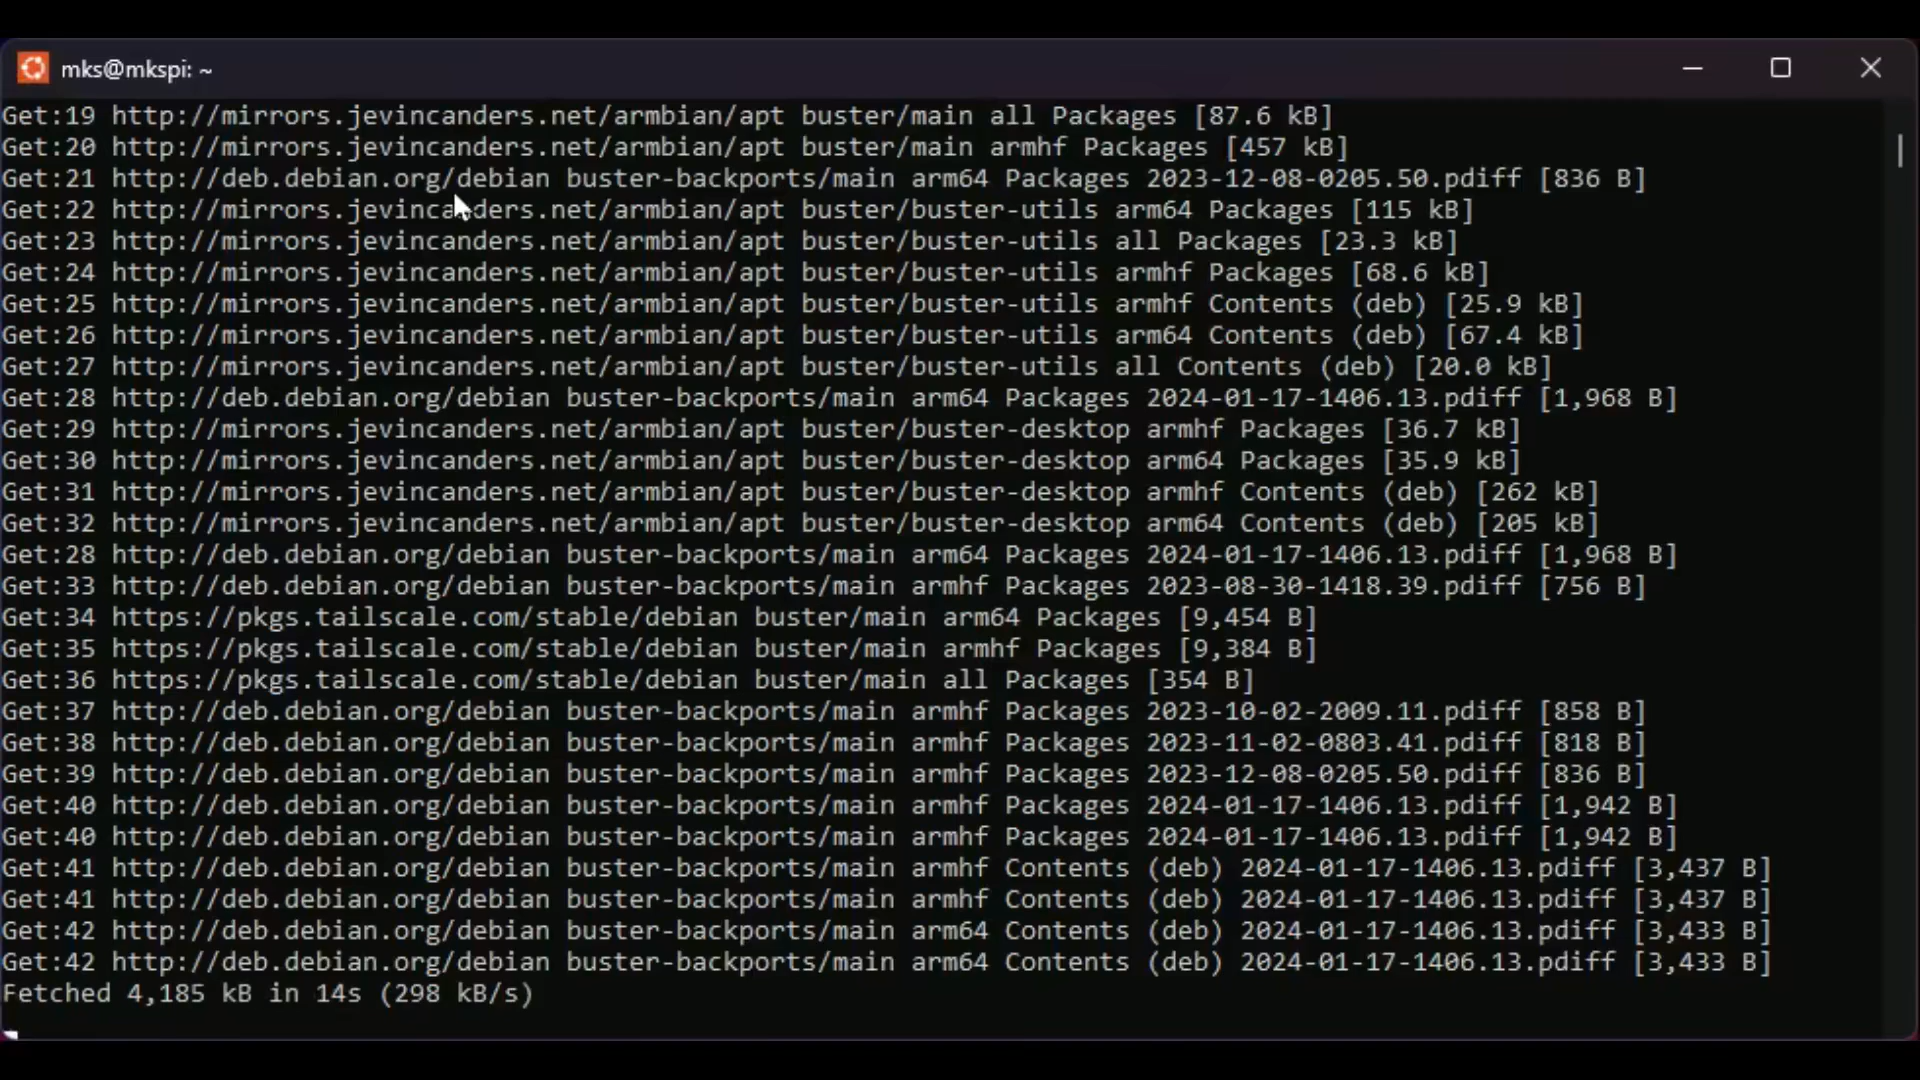 mks@mkspi: ~
Get:19 http://mirrors.jevincanders.net/armbian/apt buster/main all Packages [87.6 kB]
Get:20 http://mirrors.jevincanders.net/armbian/apt buster/main armhf Packages [457 kB]
Get:21 http://deb.debian.org/debian buster-backports/main arm64 Packages 2023-12-08-0205.50.pdiff [836 B]
Get:22 http://mirrors.jevincanders.net/armbian/apt buster/buster-utils arm64 Packages [115 kB]
Get:23 http://mirrors.jevincanders.net/armbian/apt buster/buster-utils all Packages [23.3 kB]
Get:24 http://mirrors.jevincanders.net/armbian/apt buster/buster-utils armhf Packages [68.6 kB]
Get:25 http://mirrors.jevincanders.net/armbian/apt buster/buster-utils armhf Contents (deb) [25.9 kB]
Get:26 http://mirrors.jevincanders.net/armbian/apt buster/buster-utils arm64 Contents (deb) [67.4 kB]
Get:27 http://mirrors.jevincanders.net/armbian/apt buster/buster-utils all Contents (deb) [20.0 kB]
Get:28 http://deb.debian.org/debian buster-backports/main arm64 Packages 2024-01-17-1406.13.pdiff [1,968 B]
Get:29 http://mirrors.jevincanders.net/armbian/apt buster/buster-desktop armhf Packages [36.7 kB]
Get:30 http://mirrors.jevincanders.net/armbian/apt buster/buster-desktop arm64 Packages [35.9 kB]
Get:31 http://mirrors.jevincanders.net/armbian/apt buster/buster-desktop armhf Contents (deb) [262 kB]
Get:32 http://mirrors.jevincanders.net/armbian/apt buster/buster-desktop arm64 Contents (deb) [205 kB]
Get:28 http://deb.debian.org/debian buster-backports/main arm64 Packages 2024-01-17-1406.13.pdiff [1,968 B]
Get:33 http://deb.debian.org/debian buster-backports/main armhf Packages 2023-08-30-1418.39.pdiff [756 B]
Get:34 https://pkgs.tailscale.com/stable/debian buster/main arm64 Packages [9,454 B]
Get:35 https://pkgs.tailscale.com/stable/debian buster/main armhf Packages [9,384 B]
Get:36 https://pkgs.tailscale.com/stable/debian buster/main all Packages [354 B]
Get:37 http://deb.debian.org/debian buster-backports/main armhf Packages 2023-10-02-2009.11.pdiff [858 B]
Get:38 http://deb.debian.org/debian buster-backports/main armhf Packages 2023-11-02-0803.41.pdiff [818 B]
Get:39 http://deb.debian.org/debian buster-backports/main armhf Packages 2023-12-08-0205.50.pdiff [836 B]
Get:40 http://deb.debian.org/debian buster-backports/main armhf Packages 2024-01-17-1406.13.pdiff [1,942 B]
Get:40 http://deb.debian.org/debian buster-backports/main armhf Packages 2024-01-17-1406.13.pdiff [1,942 B]
Get:41 http://deb.debian.org/debian buster-backports/main armhf Contents (deb) 2024-01-17-1406.13.pdiff [3,437 B]
Get:41 http://deb.debian.org/debian buster-backports/main armhf Contents (deb) 2024-01-17-1406.13.pdiff [3,437 B]
Get:42 http://deb.debian.org/debian buster-backports/main arm64 Contents (deb) 2024-01-17-1406.13.pdiff [3,433 B]
Get:42 http://deb.debian.org/debian buster-backports/main arm64 Contents (deb) 2024-01-17-1406.13.pdiff [3,433 B]
Fetched 4,185 kB in 14s (298 kB/s)